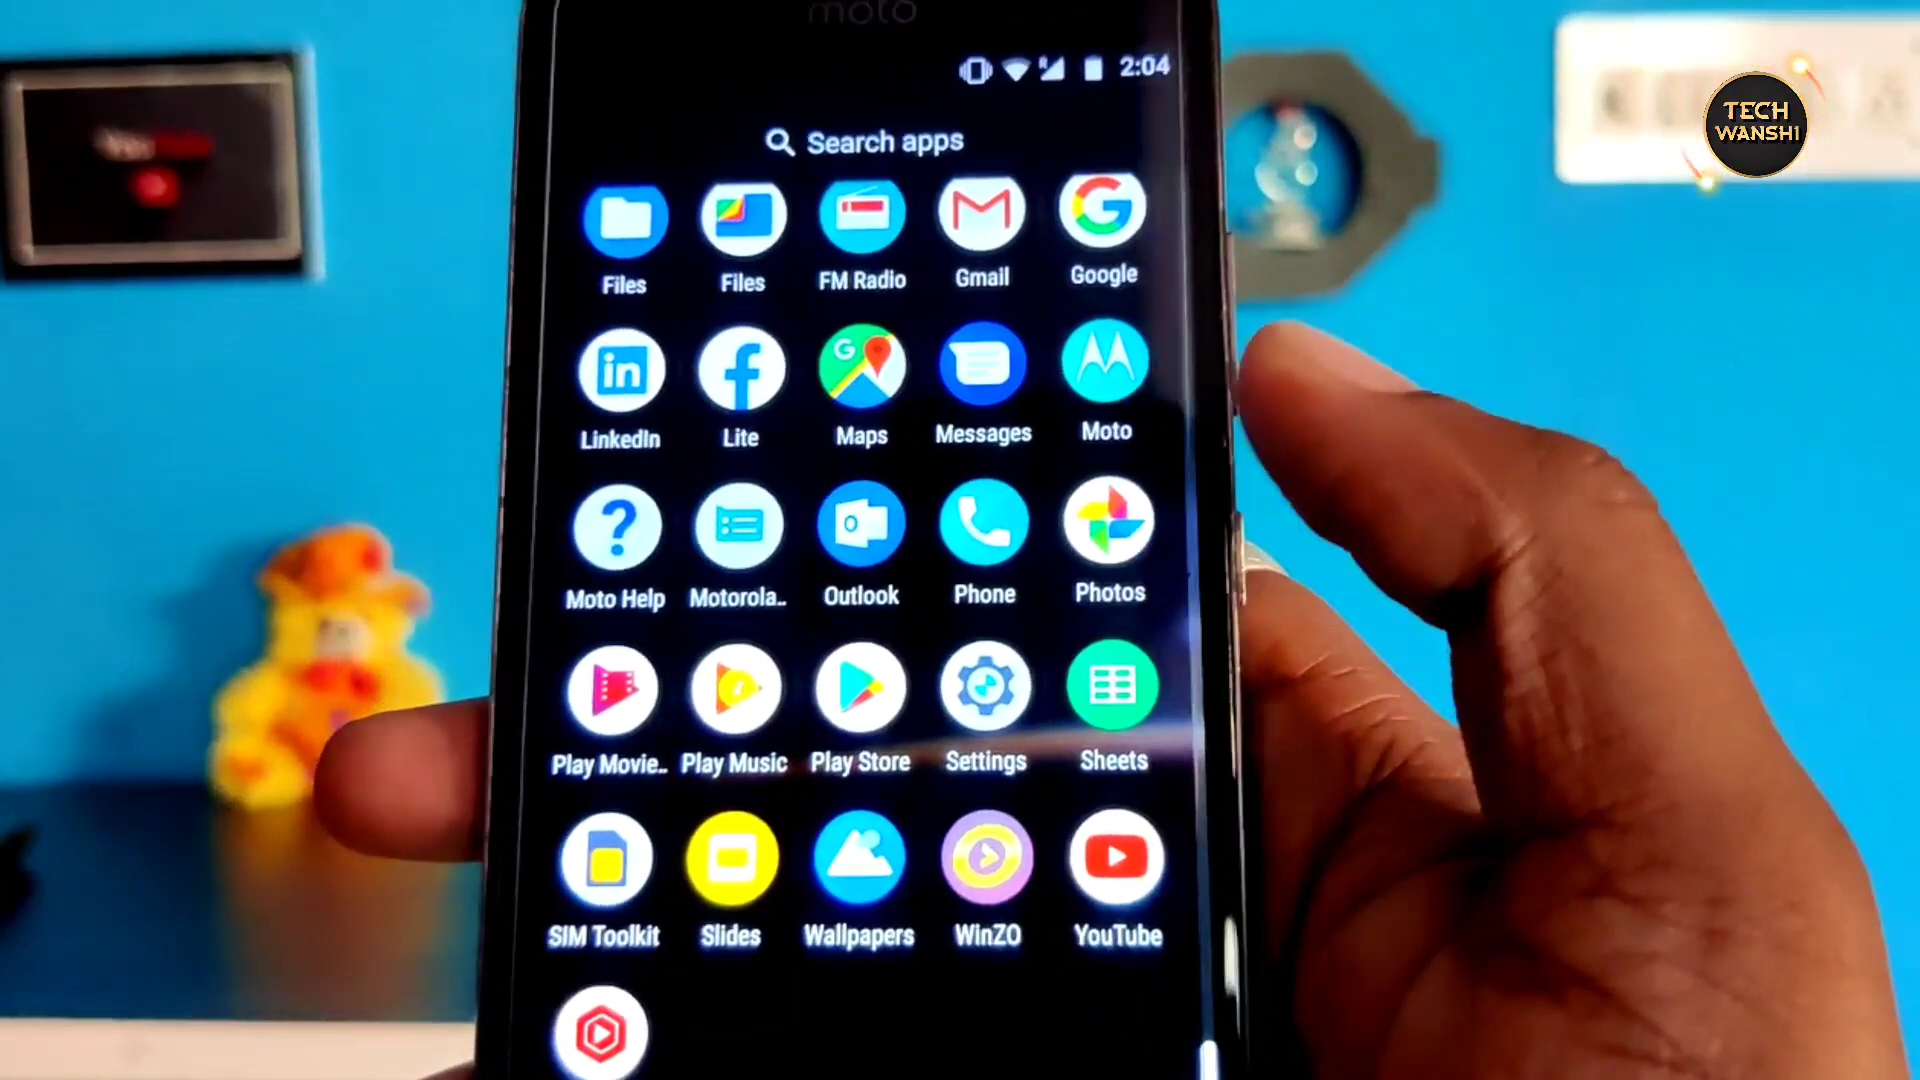 moto
2:04
TECH
WANSHI
Search apps
Files Files FM Radio Gmail Google
LinkedIn Lite Maps Messages Moto
Moto Help Motorola.. Outlook Phone Photos
Play Movie.. Play Music Play Store Settings Sheets
SIM Toolkit Slides Wallpapers WinZO YouTube